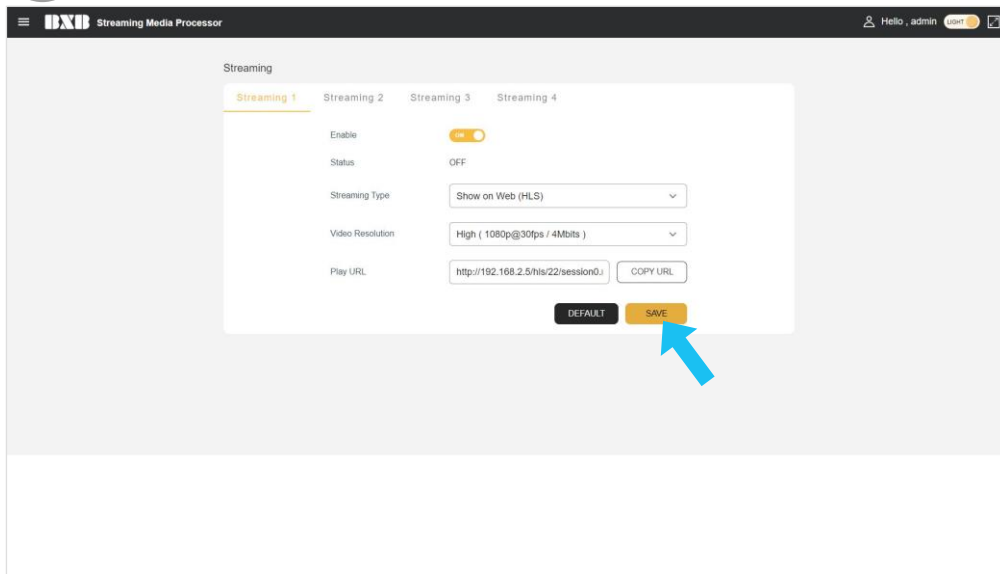 BXB Streaming Media Processor Hello , admin LIGHT
Streaming
Streaming 1 Streaming 2 Streaming 3 Streaming 4
Enable ON
Status OFF
Streaming Type Show on Web (HLS)
Video Resolution High ( 1080p@30fps / 4Mbits )
Play URL http://192.168.2.5/hls/22/session0. COPY URL
DEFAULT SAVE